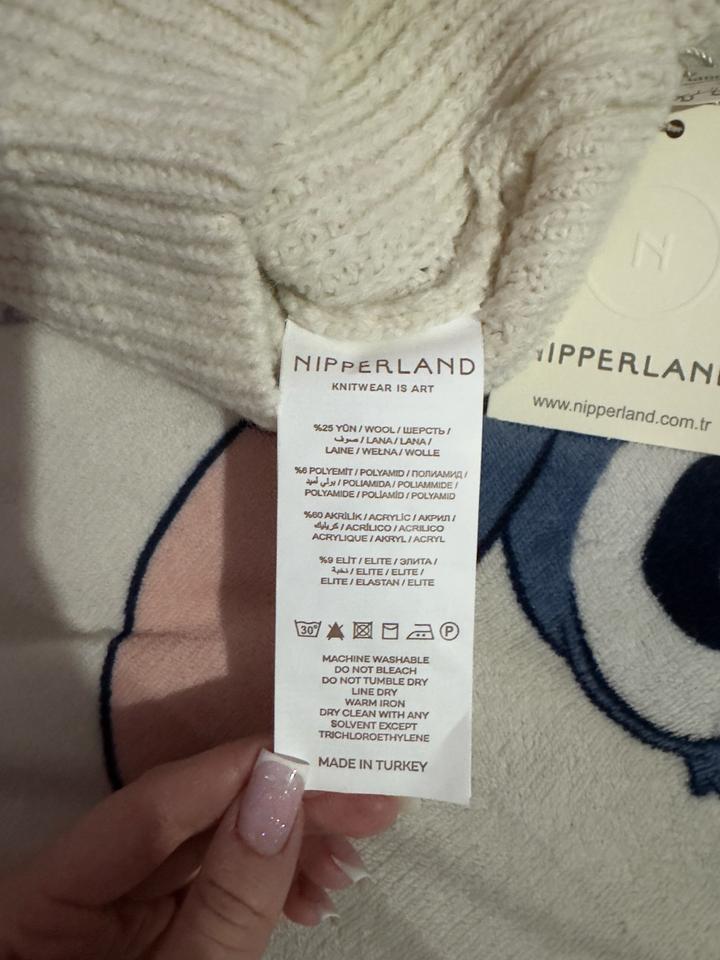 NIPPERLAND
KNITWEAR IS ART
%25 YÜN / WOOL / ШЕРСТЬ /
صوف / LANA / LANA /
LAINE / WEŁNA / WOLLE
%6 POLYEMİT / POLYAMID / ПОЛИАМИД /
برلي أميد / POLIAMIDA / POLIAMMIDE /
POLYAMIDE / POLİAMİD / POLYAMID
%60 AKRİLİK / ACRYLIC / АКРИЛ /
كريليك / ACRÍLICO / ACRILICO
ACRYLIQUE / AKRYL / ACRYL
%9 ELİT / ELITE / ЭЛИТА /
نخبة / ELITE / ELITE /
ELITE / ELASTAN / ELITE
30° P
MACHINE WASHABLE
DO NOT BLEACH
DO NOT TUMBLE DRY
LINE DRY
WARM IRON
DRY CLEAN WITH ANY
SOLVENT EXCEPT
TRICHLOROETHYLENE
MADE IN TURKEY
N
NIPPERLAND
www.nipperland.com.tr